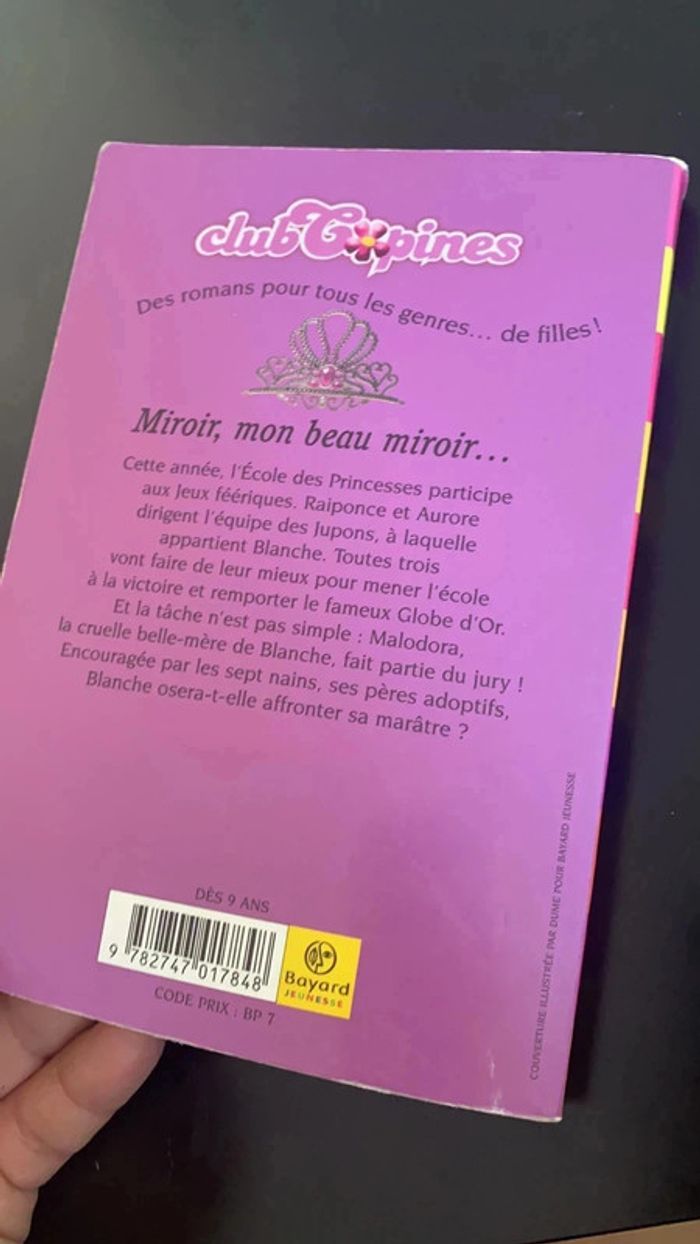 club Copines
Des romans pour tous les genres... de filles !
Miroir, mon beau miroir...
Cette année, l'École des Princesses participe
aux Jeux féériques. Raiponce et Aurore
dirigent l'équipe des Jupons, à laquelle
appartient Blanche. Toutes trois
vont faire de leur mieux pour mener l'école
à la victoire et remporter le fameux Globe d'Or.
Et la tâche n'est pas simple : Malodora,
la cruelle belle-mère de Blanche, fait partie du jury !
Encouragée par les sept nains, ses pères adoptifs,
Blanche osera-t-elle affronter sa marâtre ?
DÈS 9 ANS
9 782747 017848
Bayard
JEUNESSE
CODE PRIX : BP 7
COUVERTURE ILLUSTRÉE PAR DUME POUR BAYARD JEUNESSE